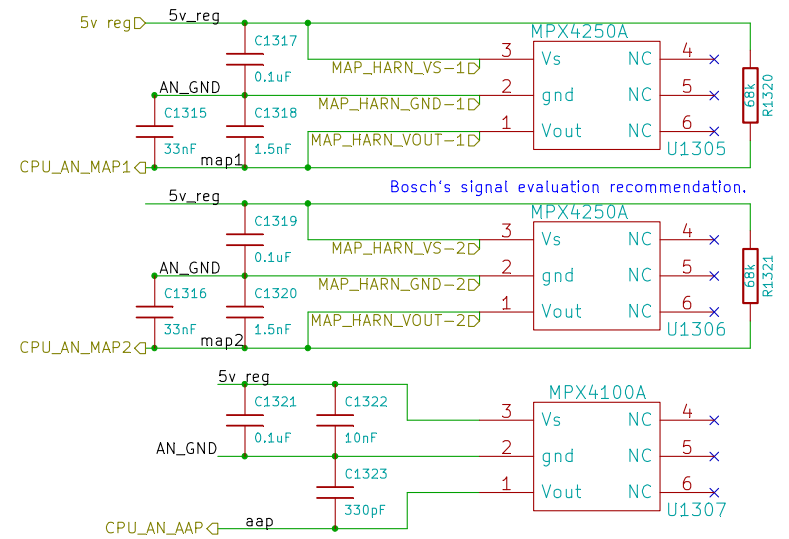 5v_reg
MPX4250A
5v reg
C1317
0.1uF
3 Vs NC 4
MAP_HARN_VS-1
AN_GND
2 gnd NC 5
68k
R1320
MAP_HARN_GND-1
C1315
C1318
33nF
1.5nF
1 Vout NC 6
MAP_HARN_VOUT-1
U1305
map1
CPU_AN_MAP1
Bosch's signal evaluation recommendation.
5v_reg
MPX4250A
C1319
0.1uF
3 Vs NC 4
MAP_HARN_VS-2
AN_GND
2 gnd NC 5
68k
R1321
MAP_HARN_GND-2
C1316
C1320
33nF
1.5nF
1 Vout NC 6
MAP_HARN_VOUT-2
U1306
map2
CPU_AN_MAP2
5v_reg
MPX4100A
C1321
C1322
0.1uF
10nF
3 Vs NC 4
AN_GND
2 gnd NC 5
C1323
330pF
1 Vout NC 6
U1307
aap
CPU_AN_AAP